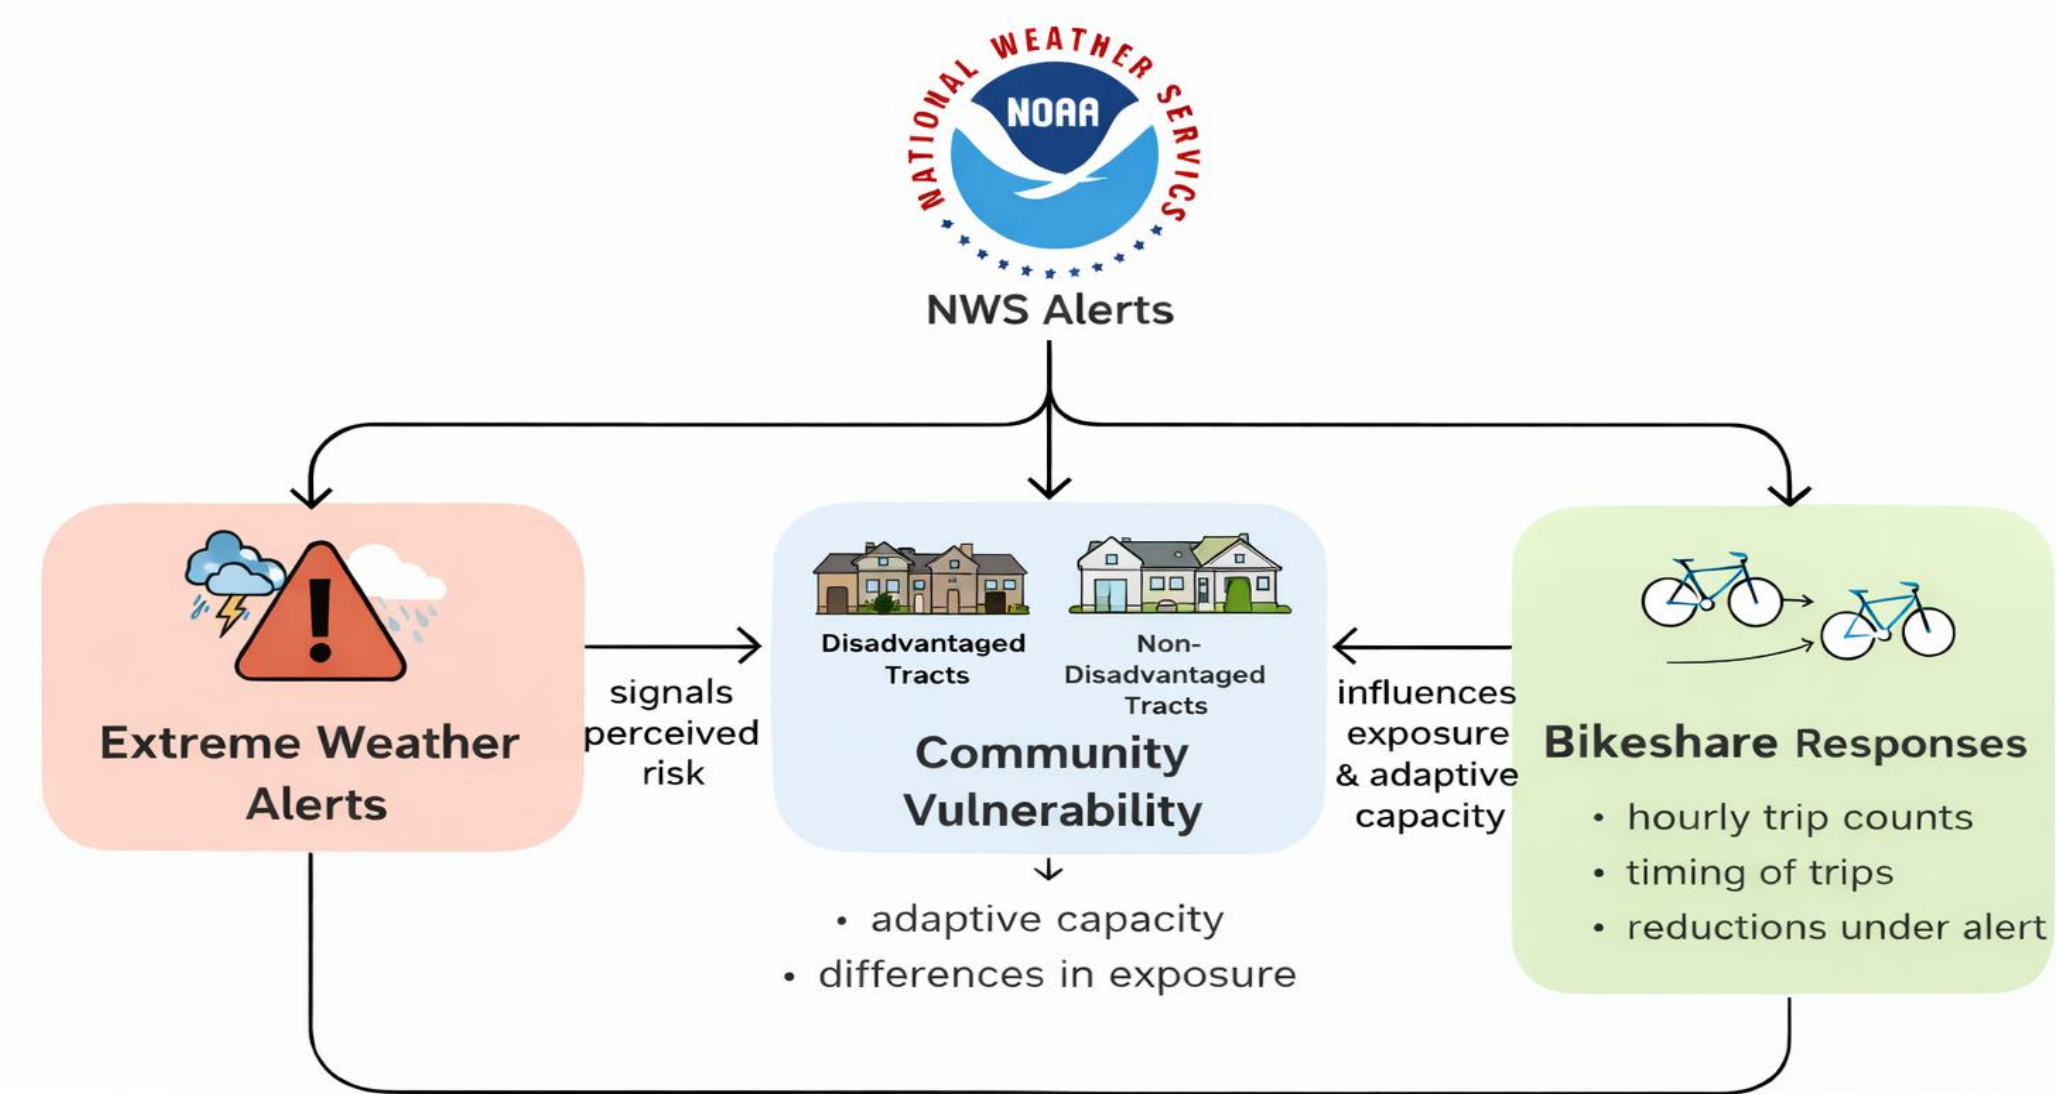 NATIONAL WEATHER SERVICS
NOAA
NWS Alerts
Extreme Weather
Alerts
signals
perceived
risk
Disadvantaged
Tracts
Non-
Disadvantaged
Tracts
Community
Vulnerability
• adaptive capacity
• differences in exposure
influences
exposure
& adaptive
capacity
Bikeshare Responses
• hourly trip counts
• timing of trips
• reductions under alert